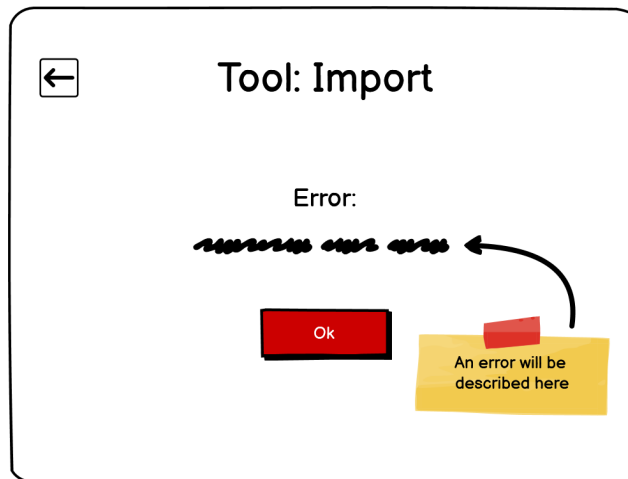 Tool: Import
Error:
Ok
An error will be
described here